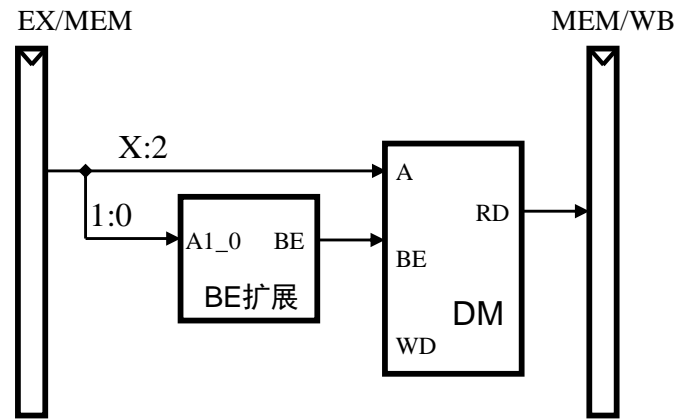 EX/MEM
MEM/WB
X:2
A
1:0
RD
A1_0
BE
BE
BE扩展
DM
WD